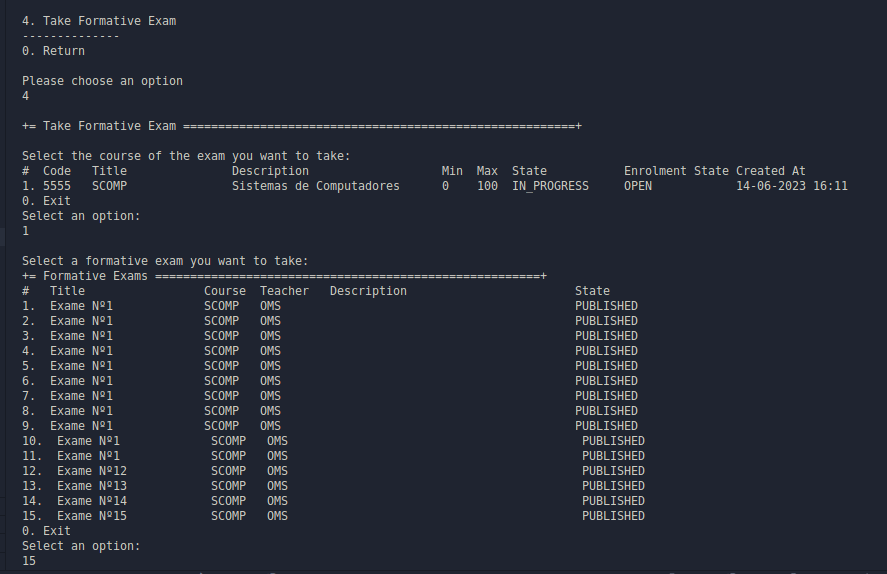 4. Take Formative Exam
--------------
0. Return
Please choose an option
4
+= Take Formative Exam ========================================================+
Select the course of the exam you want to take:
#  Code   Title               Description                   Min  Max  State          Enrolment State Created At
1. 5555   SCOMP               Sistemas de Computadores      0    100  IN_PROGRESS     OPEN            14-06-2023 16:11
0. Exit
Select an option:
1
Select a formative exam you want to take:
+= Formative Exams =======================================================+
#   Title                 Course  Teacher   Description                        State
1.  Exame Nº1             SCOMP   OMS                                          PUBLISHED
2.  Exame Nº1             SCOMP   OMS                                          PUBLISHED
3.  Exame Nº1             SCOMP   OMS                                          PUBLISHED
4.  Exame Nº1             SCOMP   OMS                                          PUBLISHED
5.  Exame Nº1             SCOMP   OMS                                          PUBLISHED
6.  Exame Nº1             SCOMP   OMS                                          PUBLISHED
7.  Exame Nº1             SCOMP   OMS                                          PUBLISHED
8.  Exame Nº1             SCOMP   OMS                                          PUBLISHED
9.  Exame Nº1             SCOMP   OMS                                          PUBLISHED
10.  Exame Nº1             SCOMP   OMS                                          PUBLISHED
11.  Exame Nº1             SCOMP   OMS                                          PUBLISHED
12.  Exame Nº12            SCOMP   OMS                                          PUBLISHED
13.  Exame Nº13            SCOMP   OMS                                          PUBLISHED
14.  Exame Nº14            SCOMP   OMS                                          PUBLISHED
15.  Exame Nº15            SCOMP   OMS                                          PUBLISHED
0. Exit
Select an option:
15